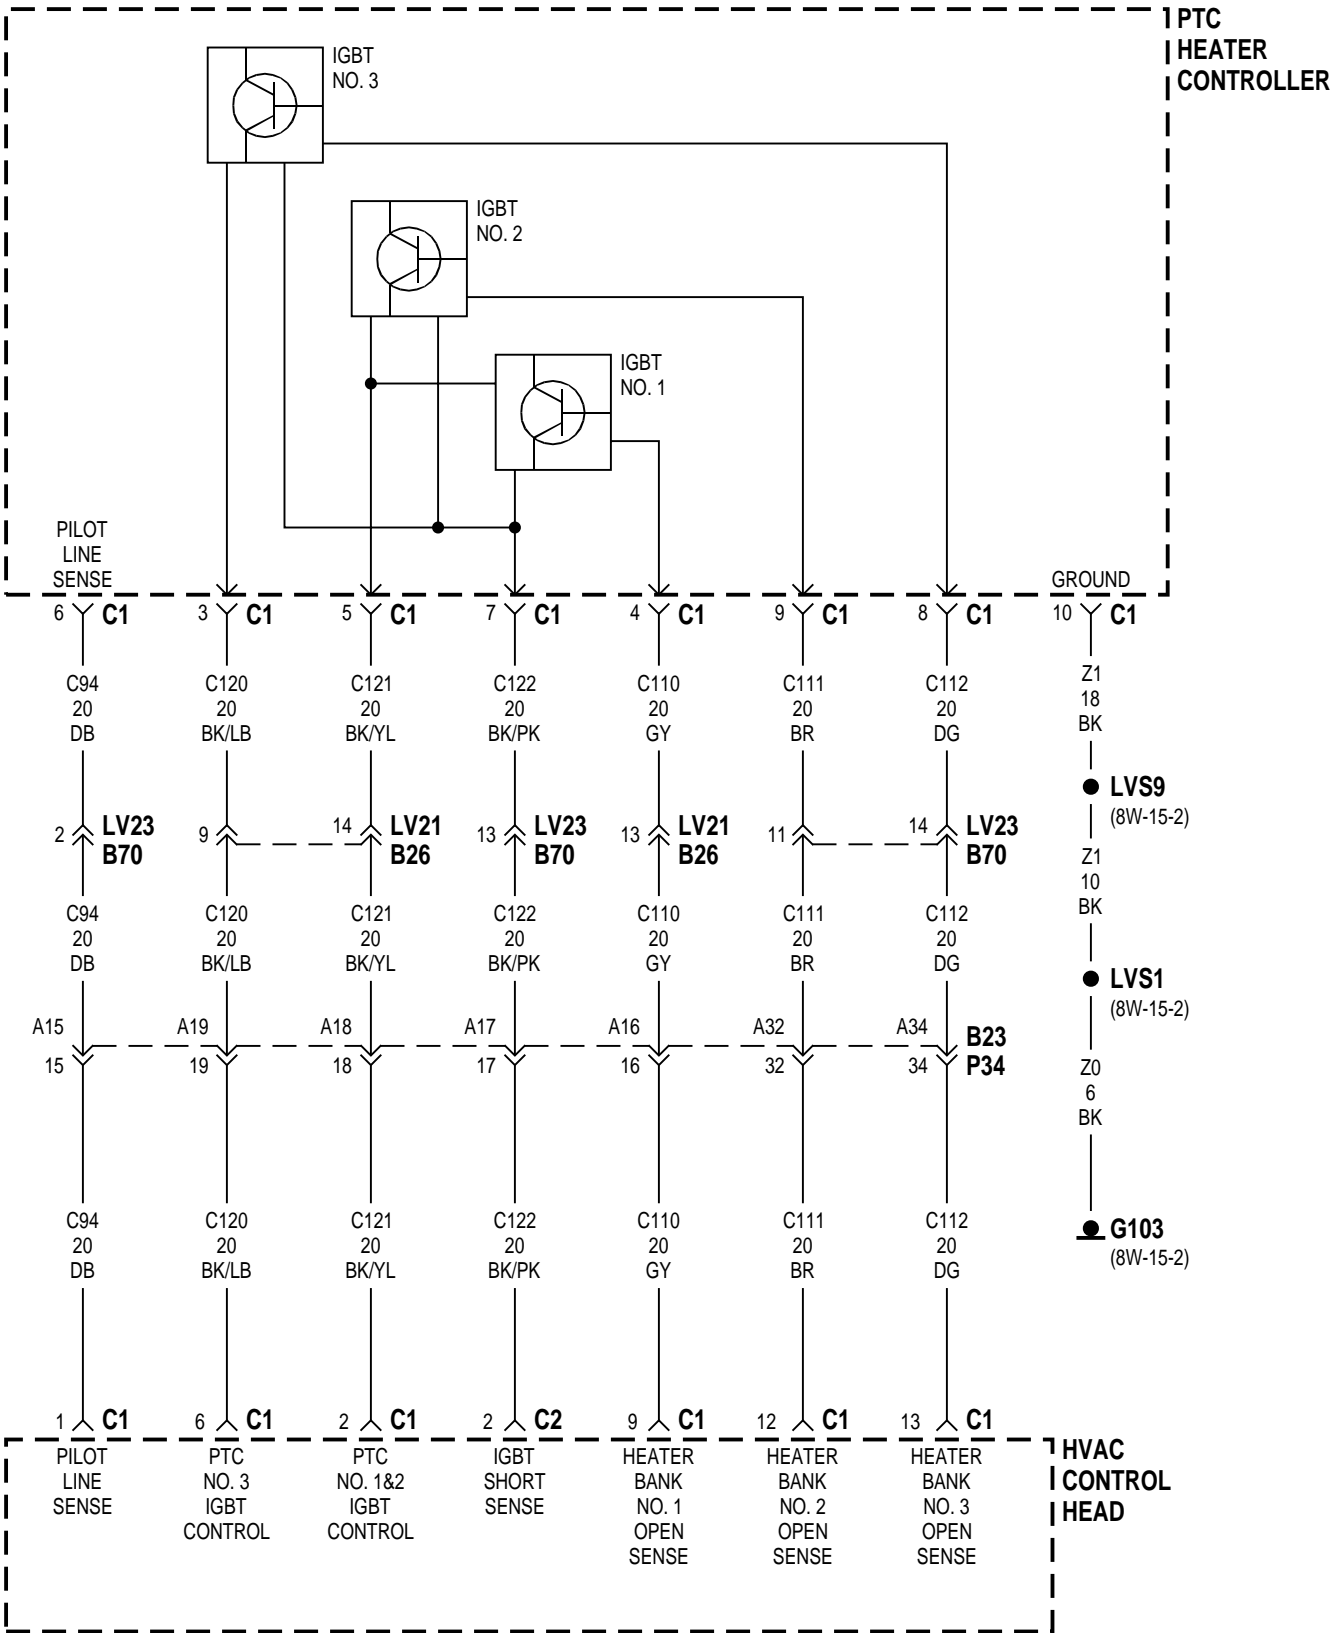 PTC
HEATER
CONTROLLER
IGBT
NO. 3
IGBT
NO. 2
IGBT
NO. 1
PILOT
LINE
SENSE
GROUND
6 C1 3 C1 5 C1 7 C1 4 C1 9 C1 8 C1 10 C1
C94 C120 C121 C122 C110 C111 C112 Z1
20 20 20 20 20 20 20 18
DB BK/LB BK/YL BK/PK GY BR DG BK
LVS9
(8W-15-2)
2 LV23 9 14 LV21 13 LV23 13 LV21 11 14 LV23
B70 B26 B70 B26 B70
Z1
10
BK
C94 C120 C121 C122 C110 C111 C112
20 20 20 20 20 20 20
DB BK/LB BK/YL BK/PK GY BR DG
LVS1
(8W-15-2)
A15 A19 A18 A17 A16 A32 A34 B23
15 19 18 17 16 32 34 P34
Z0
6
BK
C94 C120 C121 C122 C110 C111 C112
20 20 20 20 20 20 20
DB BK/LB BK/YL BK/PK GY BR DG
G103
(8W-15-2)
1 C1 6 C1 2 C1 2 C2 9 C1 12 C1 13 C1
PILOT
LINE
SENSE
PTC
NO. 3
IGBT
CONTROL
PTC
NO. 1&2
IGBT
CONTROL
IGBT
SHORT
SENSE
HEATER
BANK
NO. 1
OPEN
SENSE
HEATER
BANK
NO. 2
OPEN
SENSE
HEATER
BANK
NO. 3
OPEN
SENSE
HVAC
CONTROL
HEAD